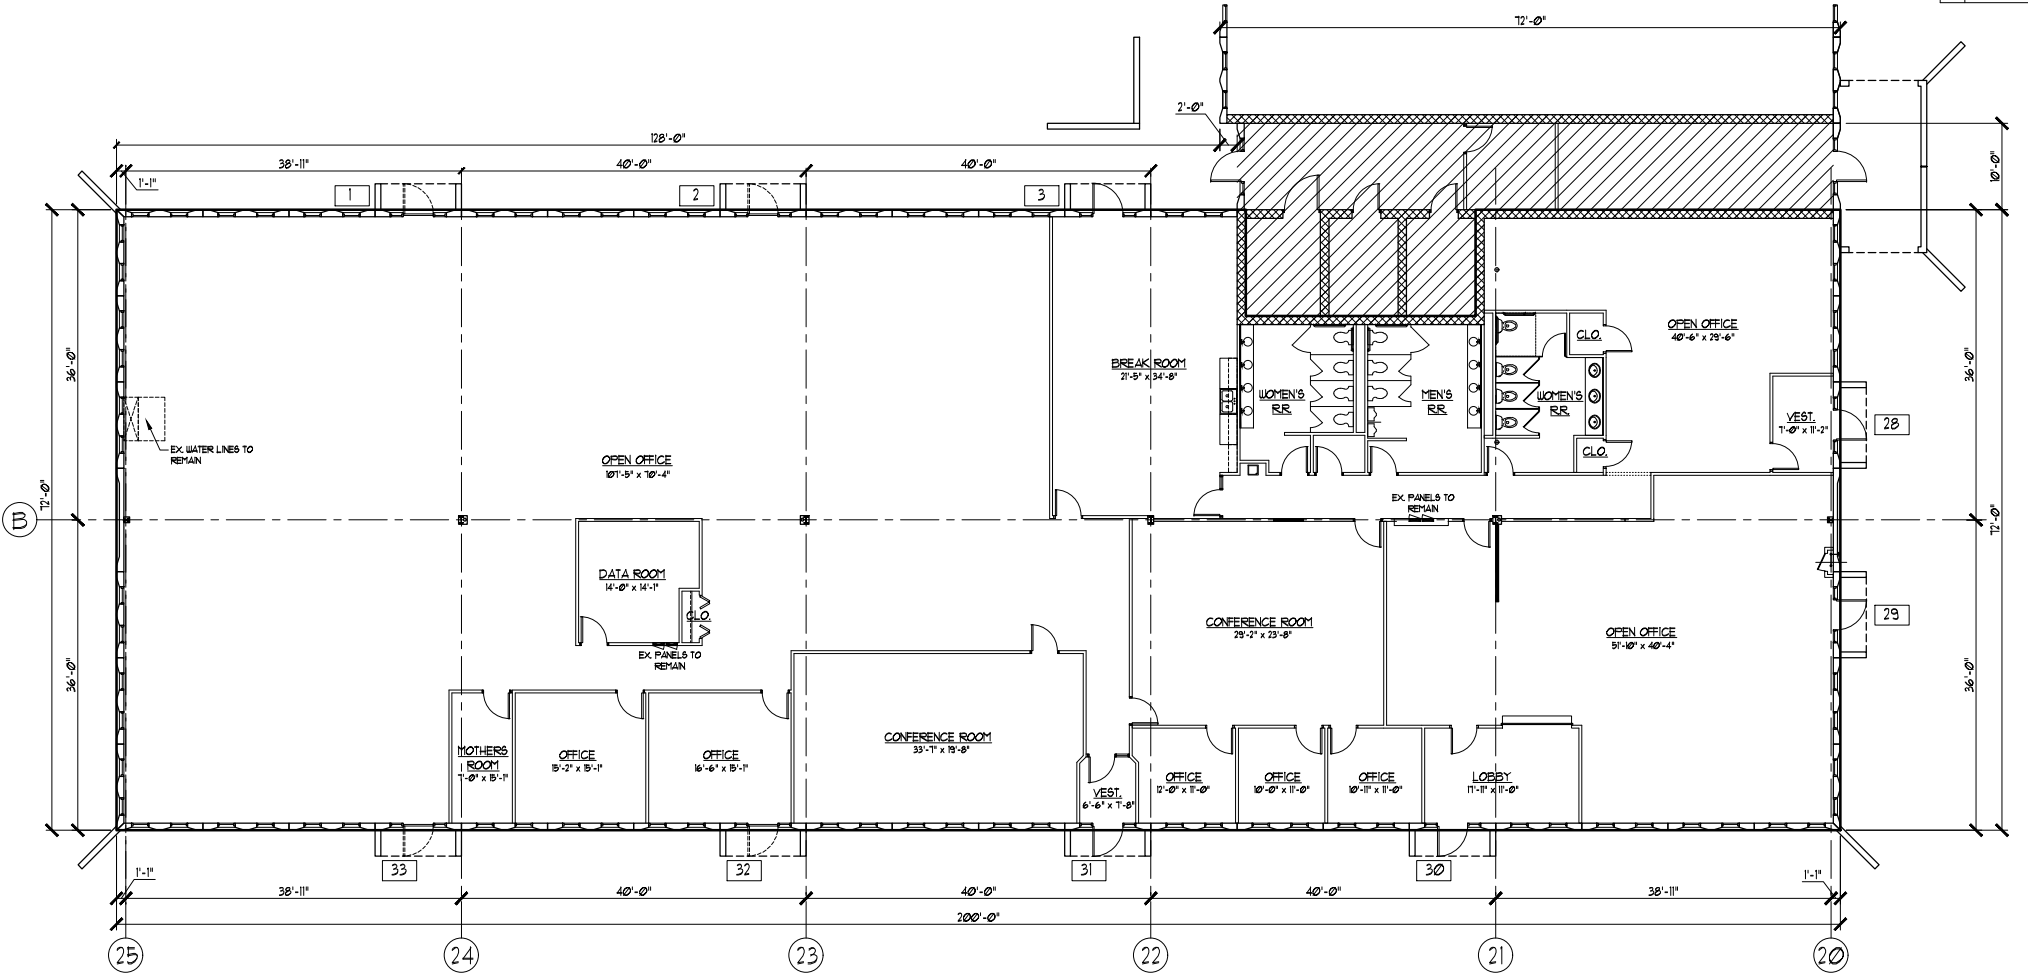 72'-0"
2'-0"
128'-0"
38'-11"
40'-0"
40'-0"
1'-1"
10'-0"
1
2
3
36'-0"
72'-0"
36'-0"
B
EX. WATER LINES TO
REMAIN
OPEN OFFICE
107'-5" x 70'-4"
BREAK ROOM
21'-5" x 34'-8"
WOMEN'S
R.R.
MEN'S
R.R.
WOMEN'S
R.R.
CLO.
CLO.
OPEN OFFICE
40'-6" x 29'-6"
VEST.
7'-0" x 11'-2"
28
36'-0"
72'-0"
36'-0"
EX. PANELS TO
REMAIN
DATA ROOM
14'-0" x 14'-1"
CLO.
EX. PANELS TO
REMAIN
CONFERENCE ROOM
29'-2" x 23'-8"
OPEN OFFICE
51'-10" x 40'-4"
29
MOTHERS
ROOM
7'-0" x 15'-1"
OFFICE
15'-2" x 15'-1"
OFFICE
16'-6" x 15'-1"
CONFERENCE ROOM
33'-7" x 19'-8"
VEST.
6'-6" x 7'-8"
OFFICE
12'-0" x 11'-0"
OFFICE
10'-0" x 11'-0"
OFFICE
10'-11" x 11'-0"
LOBBY
17'-11" x 11'-0"
33
32
31
30
1'-1"
38'-11"
40'-0"
40'-0"
40'-0"
38'-11"
1'-1"
200'-0"
25
24
23
22
21
20